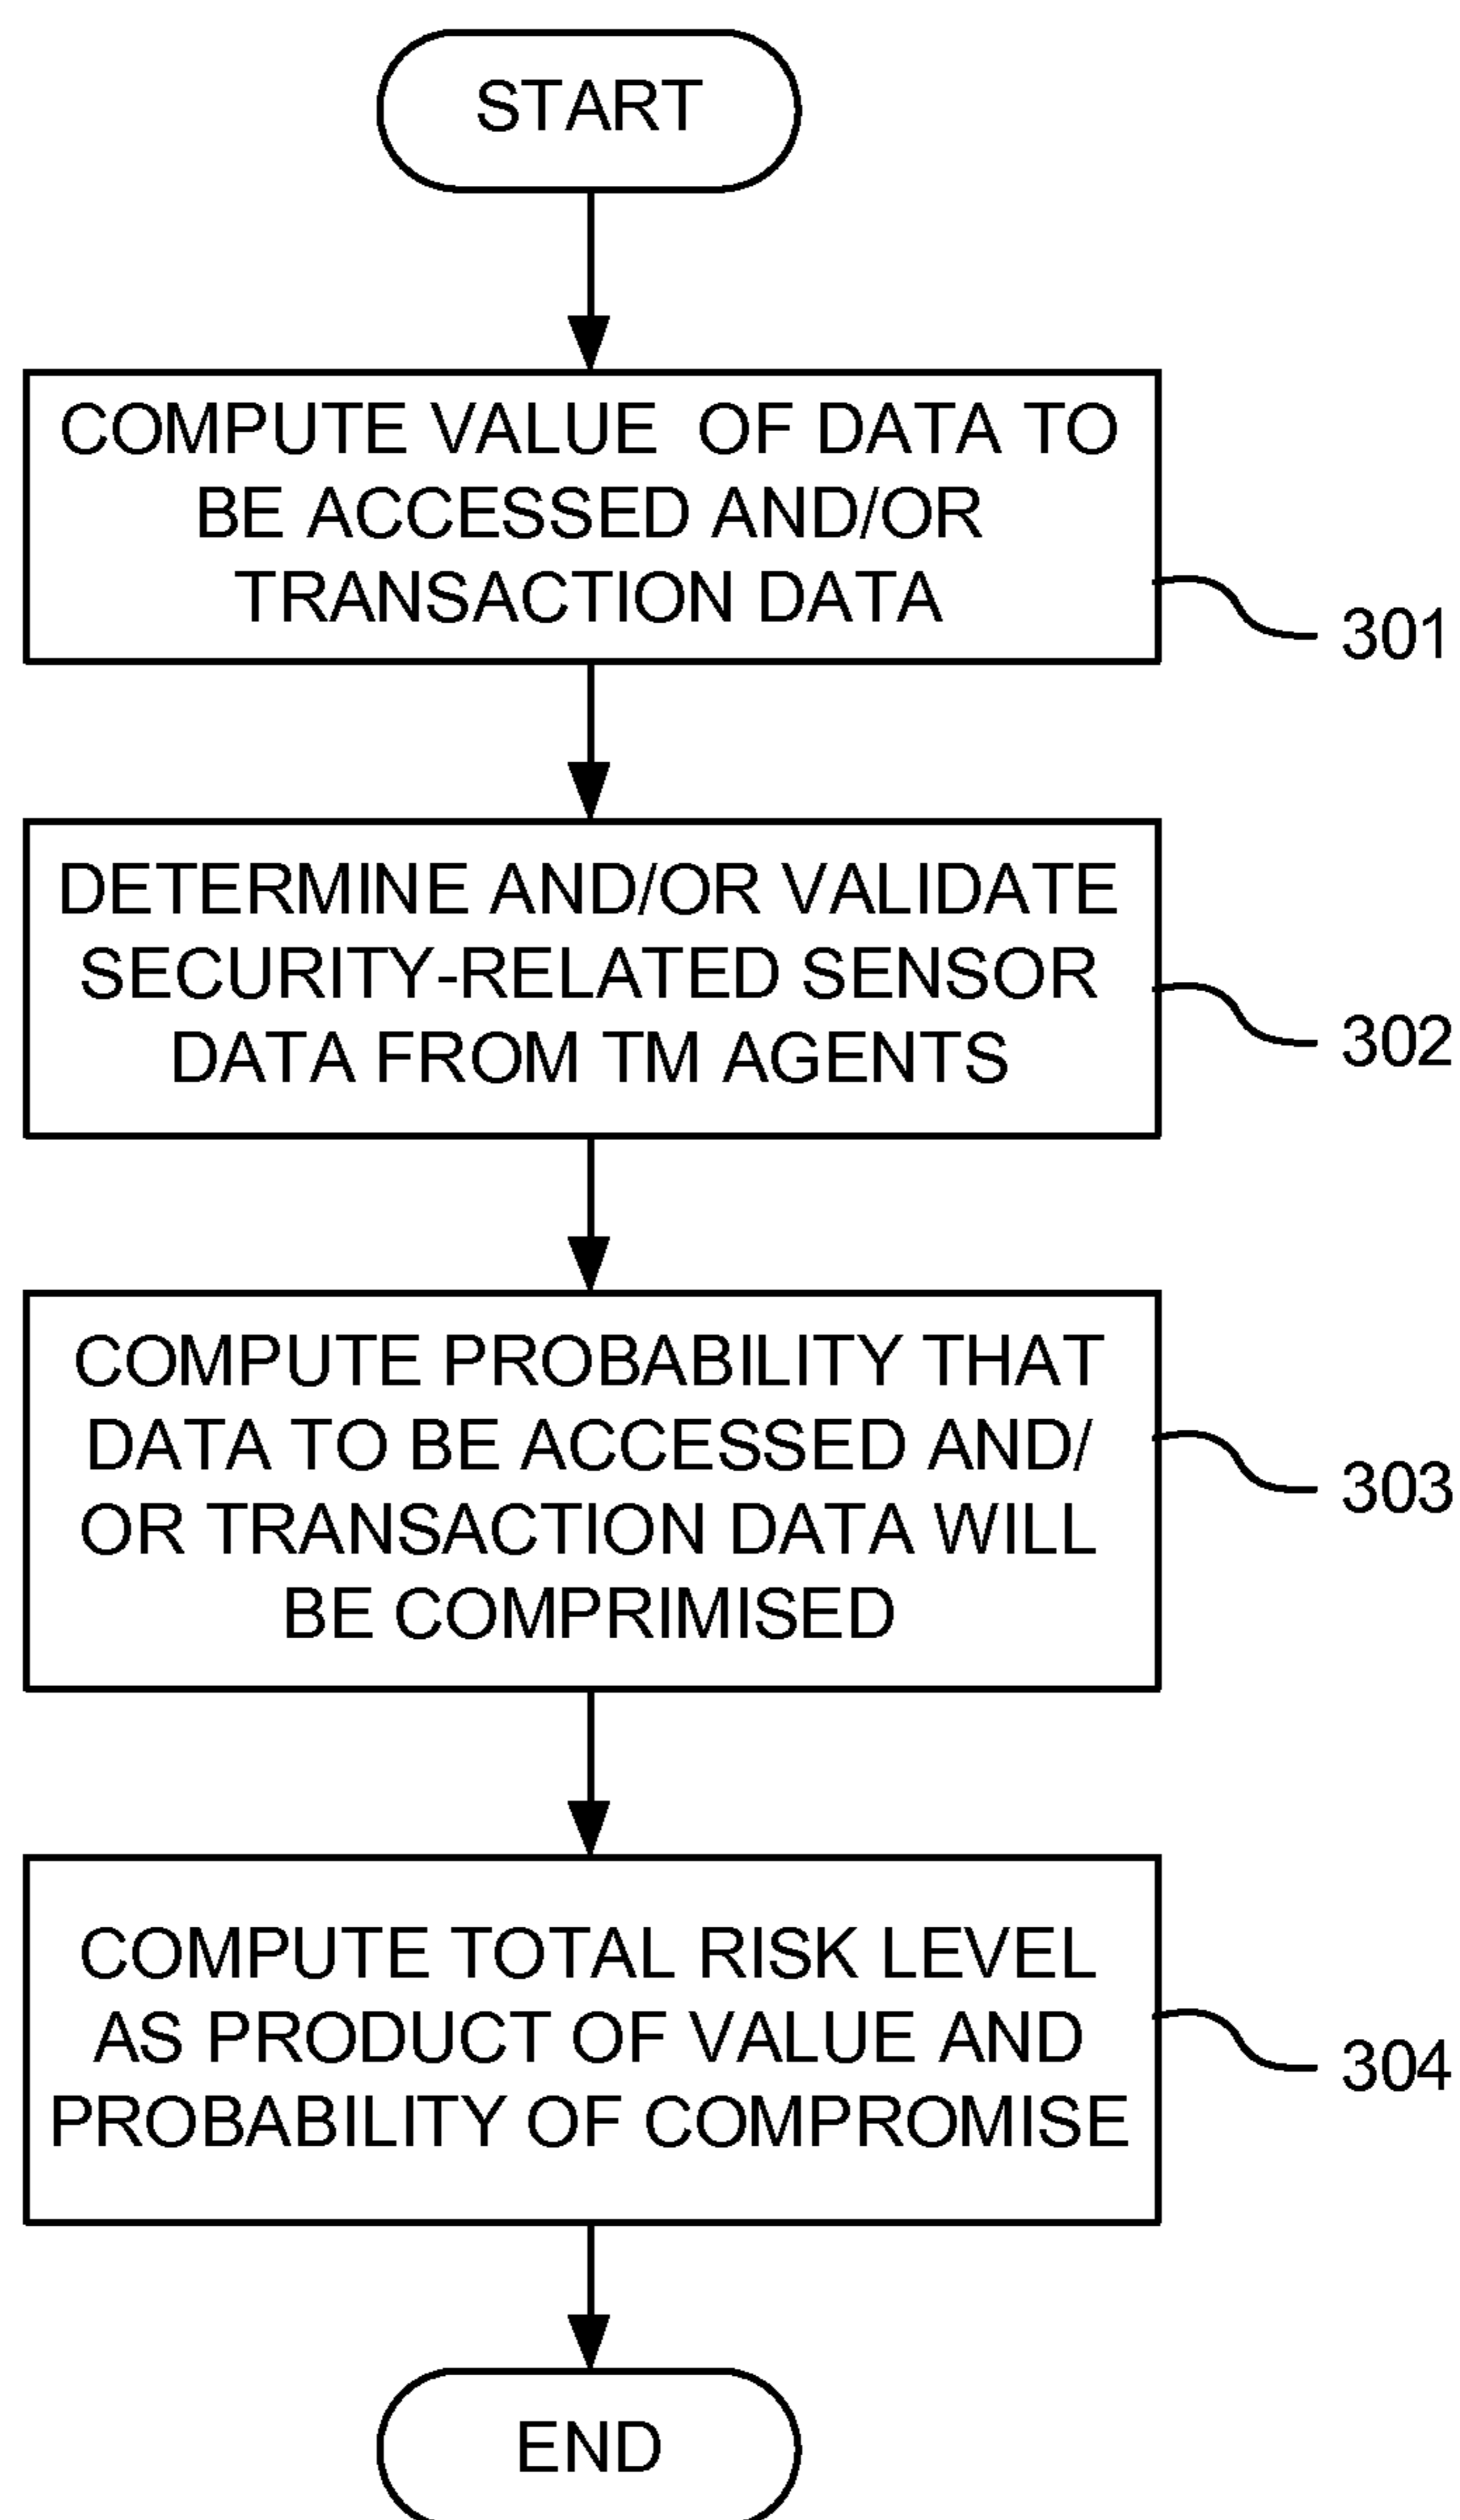 START
COMPUTE VALUE OF DATA TO
BE ACCESSED AND/OR
TRANSACTION DATA
301
DETERMINE AND/OR VALIDATE
SECURITY-RELATED SENSOR
DATA FROM TM AGENTS
302
COMPUTE PROBABILITY THAT
DATA TO BE ACCESSED AND/
OR TRANSACTION DATA WILL
BE COMPRIMISED
303
COMPUTE TOTAL RISK LEVEL
AS PRODUCT OF VALUE AND
PROBABILITY OF COMPROMISE
304
END